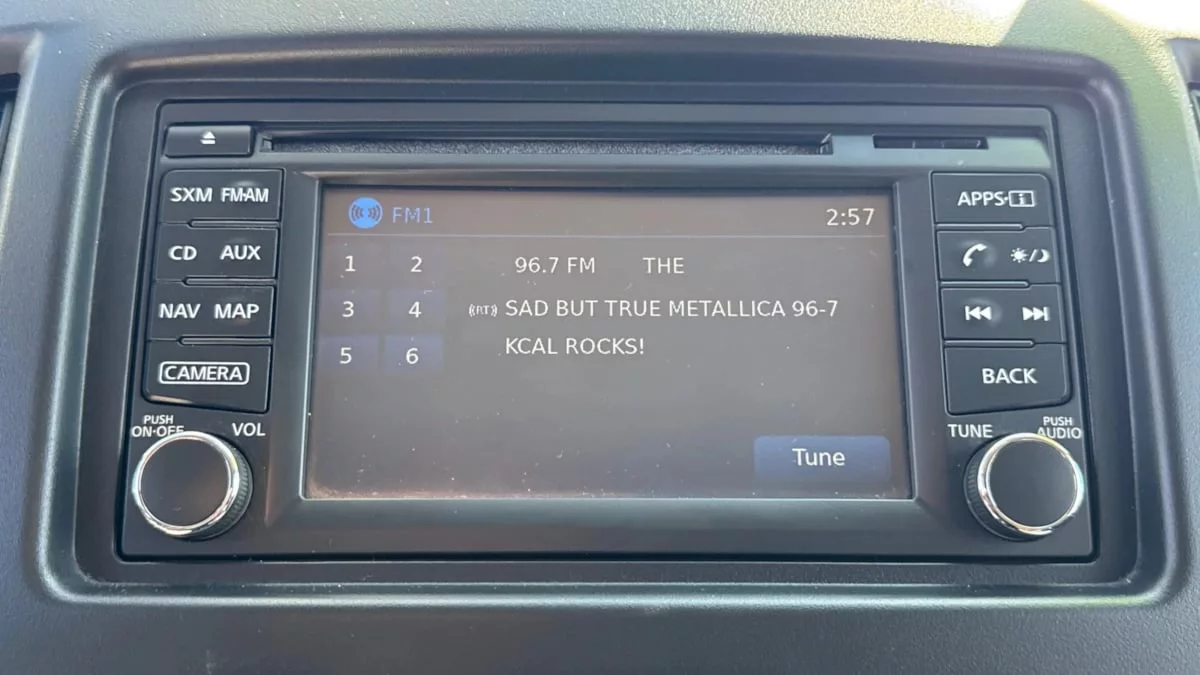 SXM FM·AM
CD AUX
NAV MAP
CAMERA
PUSH
ON·OFF VOL
FM1 2:57
1 2
3 4
5 6
96.7 FM THE
((RT)) SAD BUT TRUE METALLICA 96-7
KCAL ROCKS!
Tune
APPS·i
BACK
TUNE PUSH
AUDIO